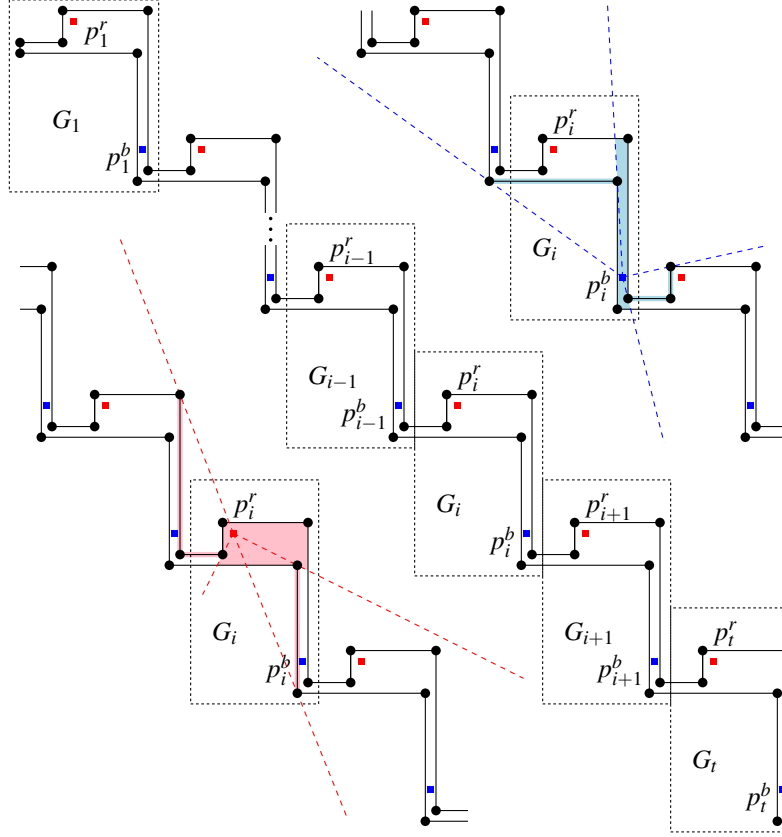 p_1^r
G_1
p_1^b
p_i^r
G_i
p_i^b
p_{i-1}^r
G_{i-1}
p_{i-1}^b
p_i^r
G_i
p_i^b
p_i^r
G_i
p_i^b
p_{i+1}^r
G_{i+1}
p_{i+1}^b
p_t^r
G_t
p_t^b